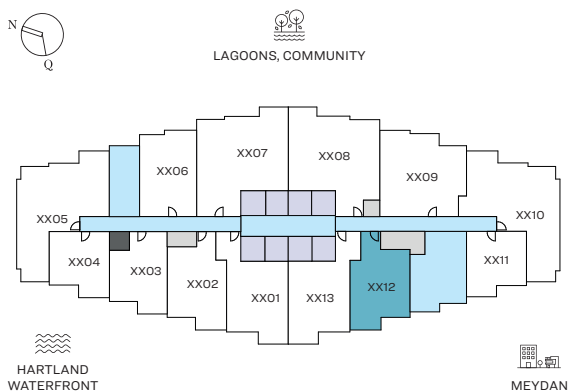 N
Q
LAGOONS, COMMUNITY
XX07
XX08
XX06
XX09
XX05
XX10
XX04
XX03
XX11
XX02
XX12
XX01
XX13
HARTLAND
WATERFRONT
MEYDAN